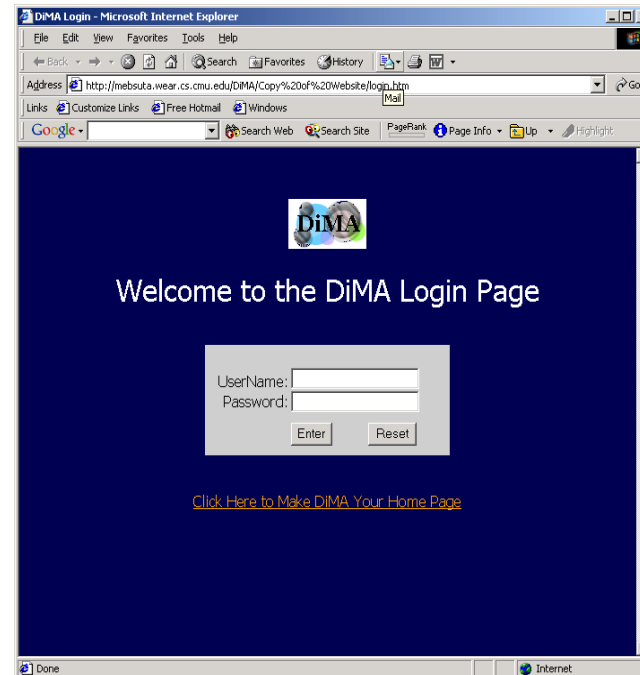 DiMA Login - Microsoft Internet Explorer
File Edit View Favorites Tools Help
Back Search Favorites History
Address http://mebsuta.wear.cs.cmu.edu/DiMA/Copy%20of%20Website/login.htm Go
Mail
Links Customize Links Free Hotmail Windows
Google Search Web Search Site PageRank Page Info Up Highlight
DiMA
Welcome to the DiMA Login Page
UserName:
Password:
Enter Reset
Click Here to Make DiMA Your Home Page
Done Internet